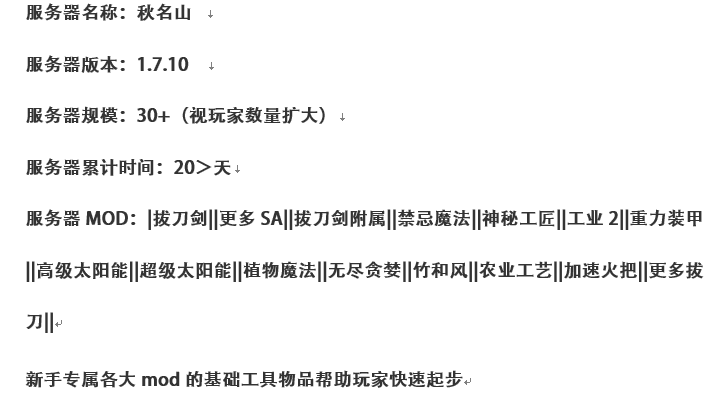 服务器名称：秋名山
服务器版本：1.7.10
服务器规模：30+（视玩家数量扩大）
服务器累计时间：20＞天
服务器 MOD：|拔刀剑||更多 SA||拔刀剑附属||禁忌魔法||神秘工匠||工业 2||重力装甲
||高级太阳能||超级太阳能||植物魔法||无尽贪婪||竹和风||农业工艺||加速火把||更多拔
刀||
新手专属各大 mod 的基础工具物品帮助玩家快速起步